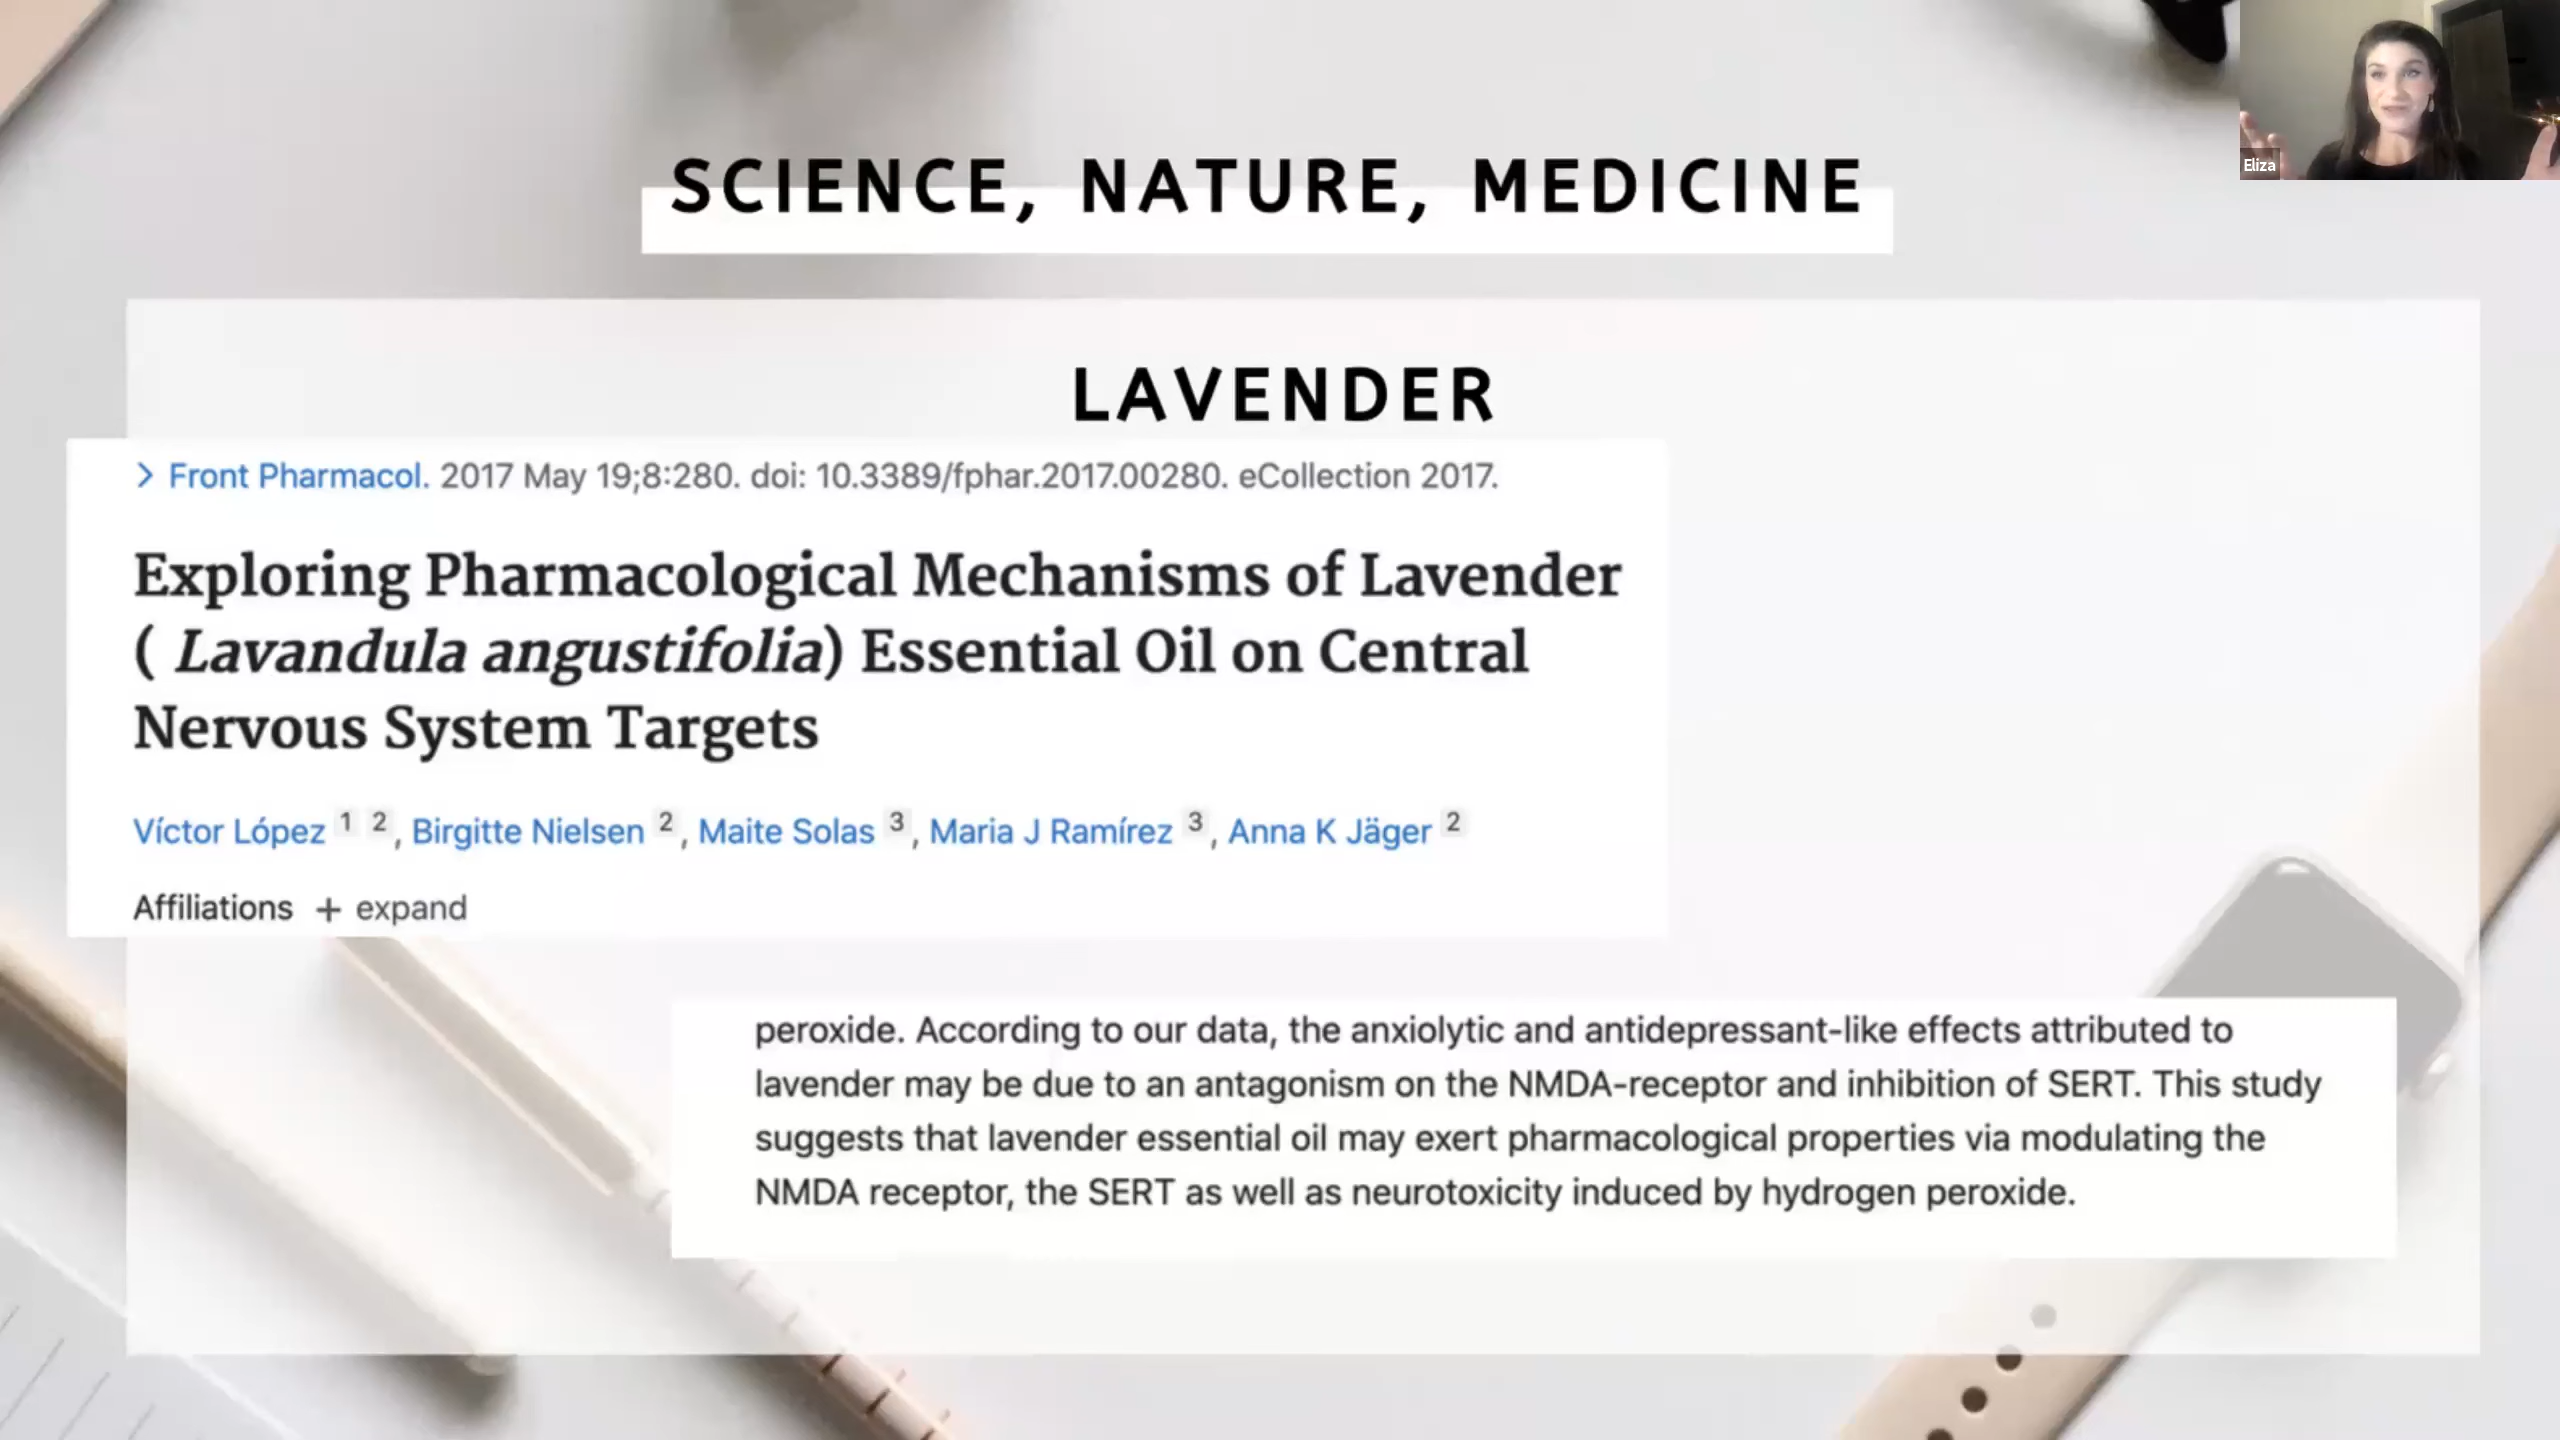 SCIENCE, NATURE, MEDICINE
Eliza
LAVENDER
> Front Pharmacol. 2017 May 19;8:280. doi: 10.3389/fphar.2017.00280. eCollection 2017.
Exploring Pharmacological Mechanisms of Lavender
( Lavandula angustifolia) Essential Oil on Central
Nervous System Targets
Víctor López 1 2, Birgitte Nielsen 2, Maite Solas 3, Maria J Ramírez 3, Anna K Jäger 2
Affiliations + expand
peroxide. According to our data, the anxiolytic and antidepressant-like effects attributed to
lavender may be due to an antagonism on the NMDA-receptor and inhibition of SERT. This study
suggests that lavender essential oil may exert pharmacological properties via modulating the
NMDA receptor, the SERT as well as neurotoxicity induced by hydrogen peroxide.